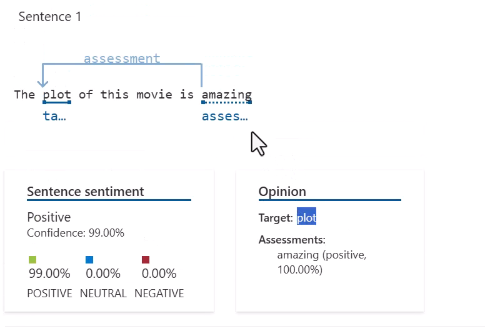 Sentence 1
assessment
The plot of this movie is amazing
ta... asses...
Sentence sentiment
Positive
Confidence: 99.00%
99.00% 0.00% 0.00%
POSITIVE NEUTRAL NEGATIVE
Opinion
Target: plot
Assessments:
amazing (positive,
100.00%)